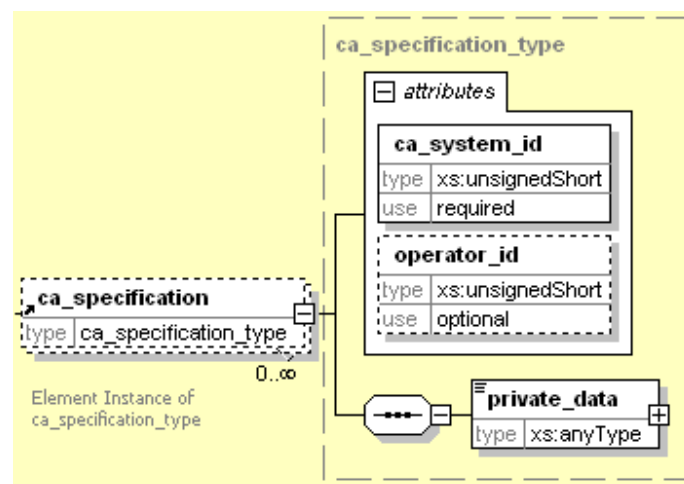 ca_specification_type
attributes
ca_system_id
type xs:unsignedShort
use required
operator_id
type xs:unsignedShort
use optional
ca_specification
type ca_specification_type
0..∞
Element Instance of
ca_specification_type
private_data
type xs:anyType